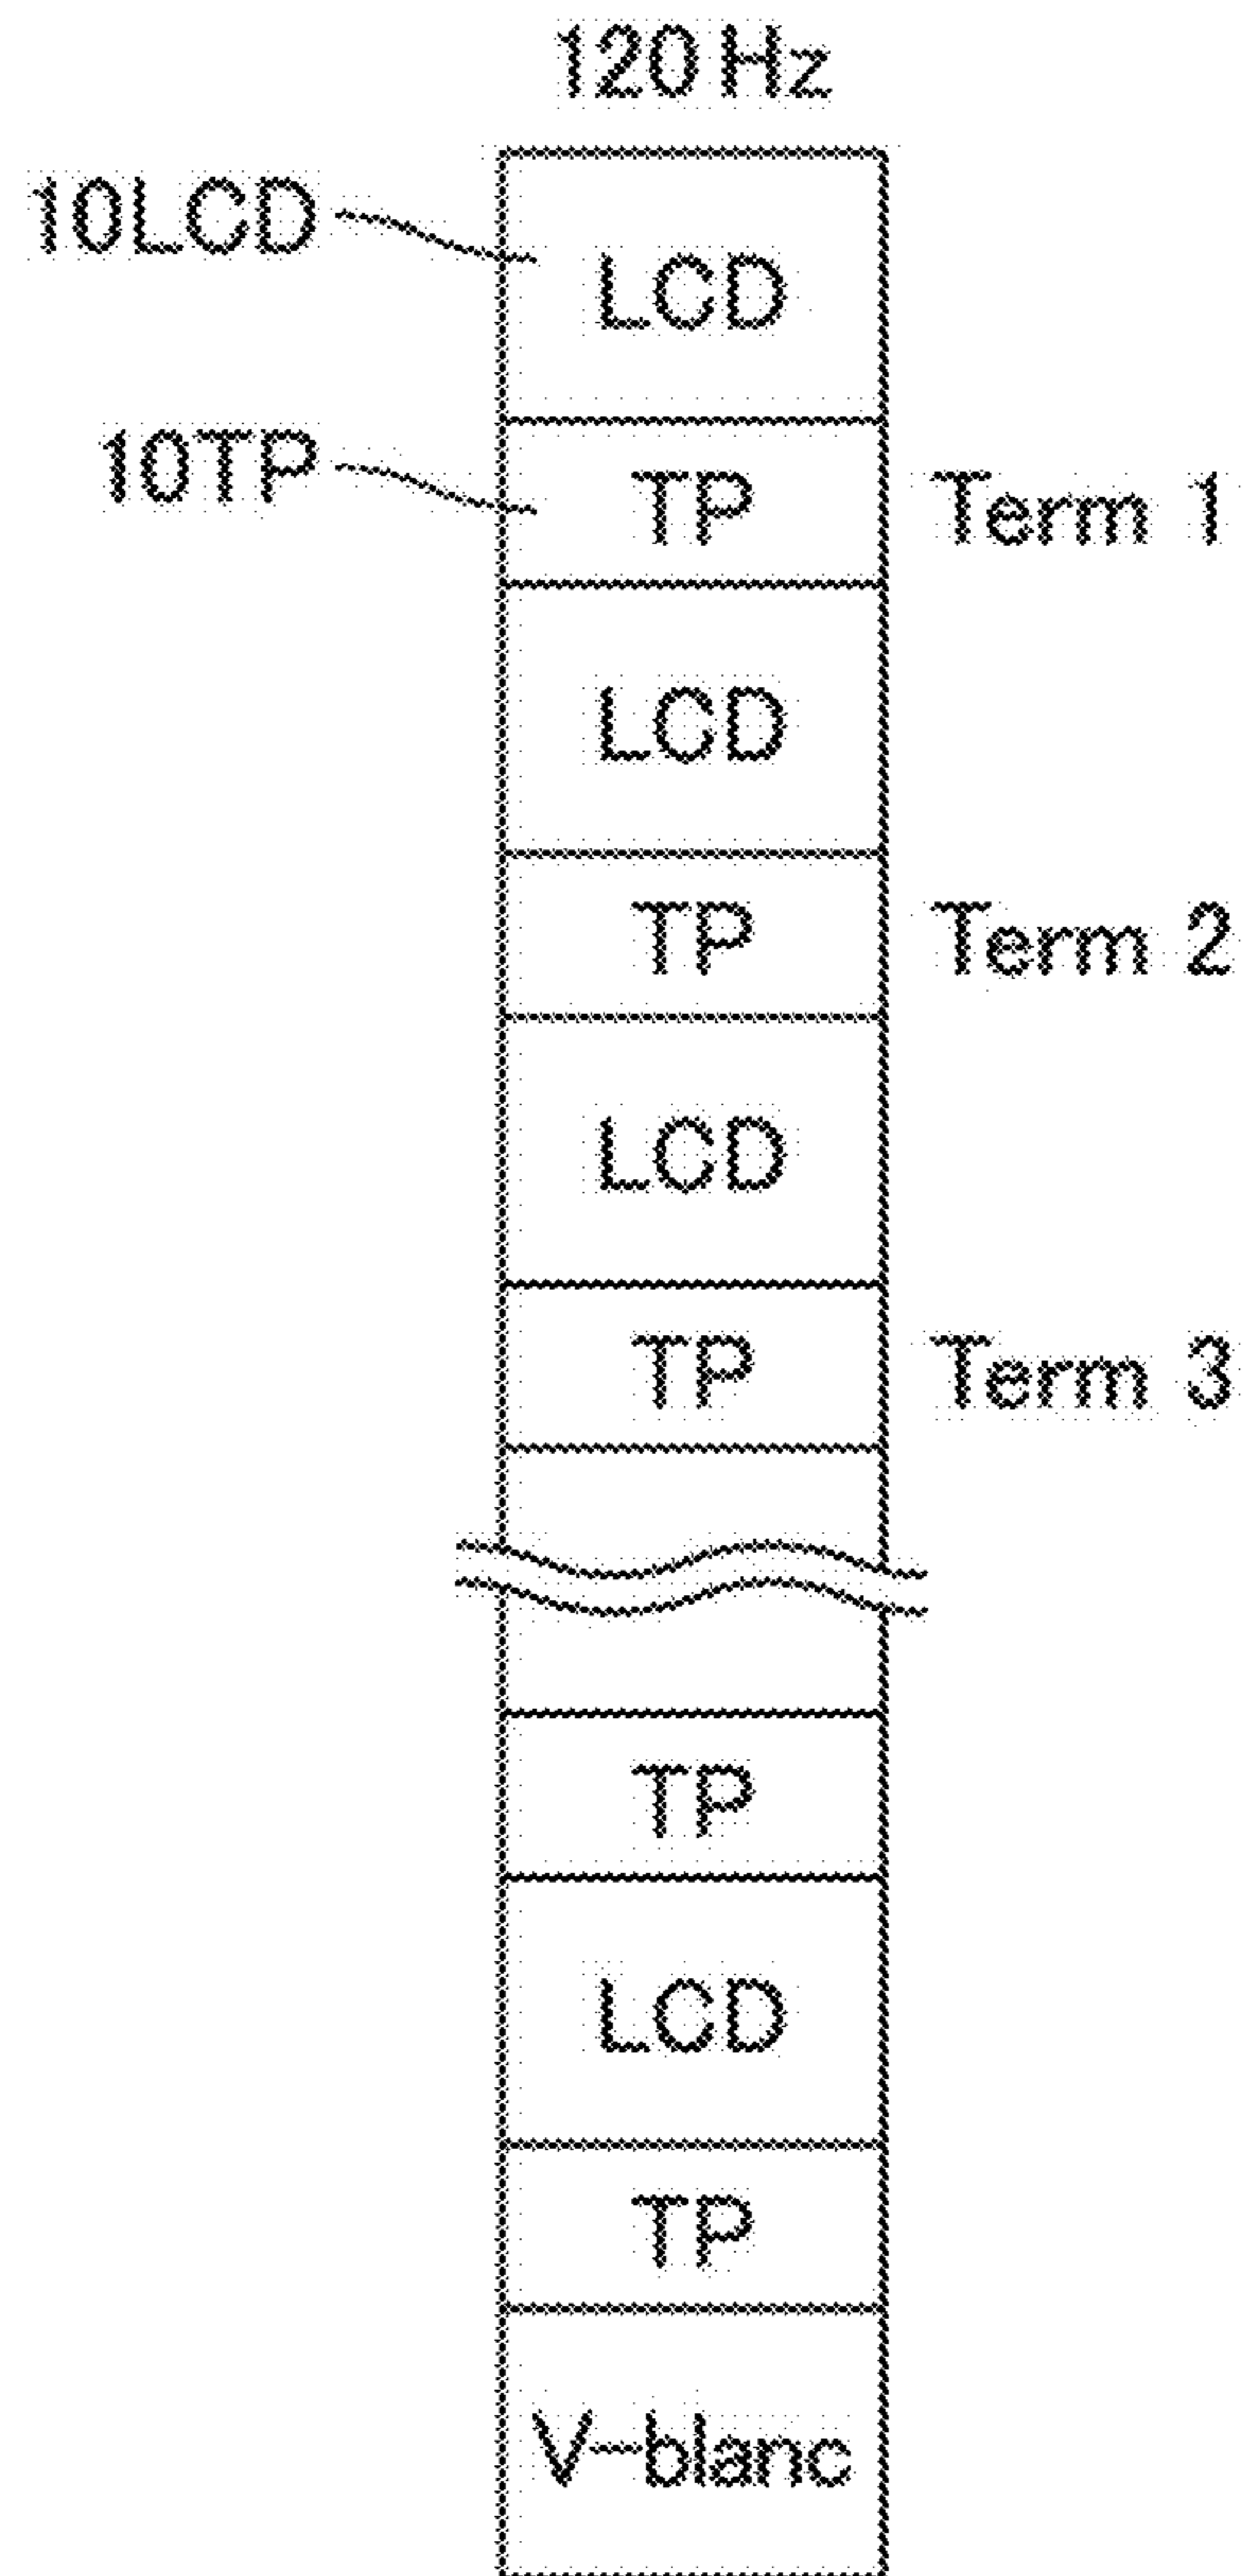 120 Hz
10LCD
LCD
10TP
TP
Term 1
LCD
TP
Term 2
LCD
TP
Term 3
TP
LCD
TP
V-blanc